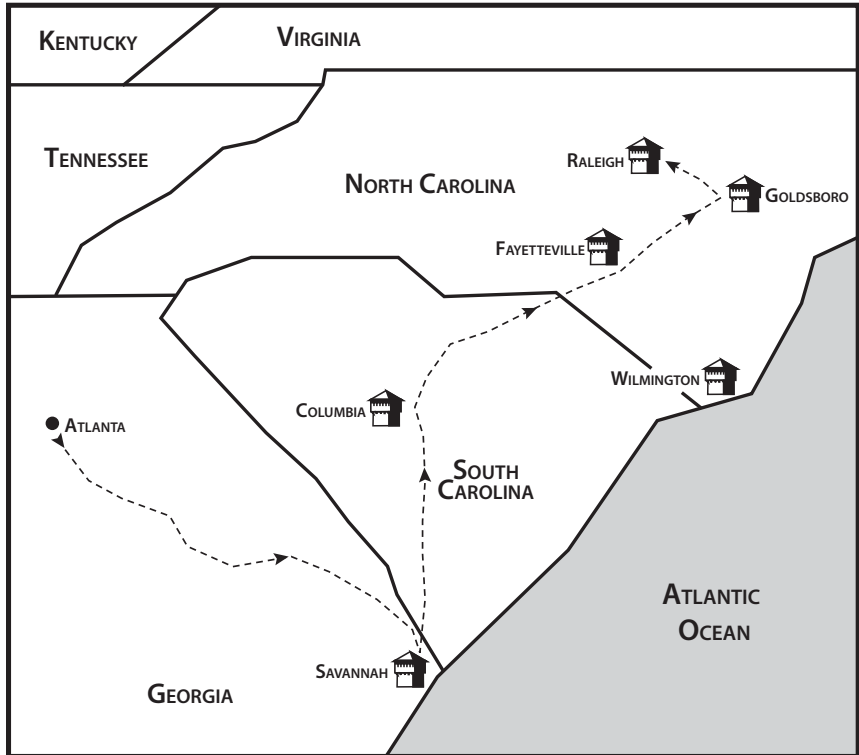 KENTUCKY
VIRGINIA
TENNESSEE
NORTH CAROLINA
RALEIGH
GOLDSBORO
FAYETTEVILLE
WILMINGTON
COLUMBIA
ATLANTA
SOUTH
CAROLINA
ATLANTIC
OCEAN
SAVANNAH
GEORGIA